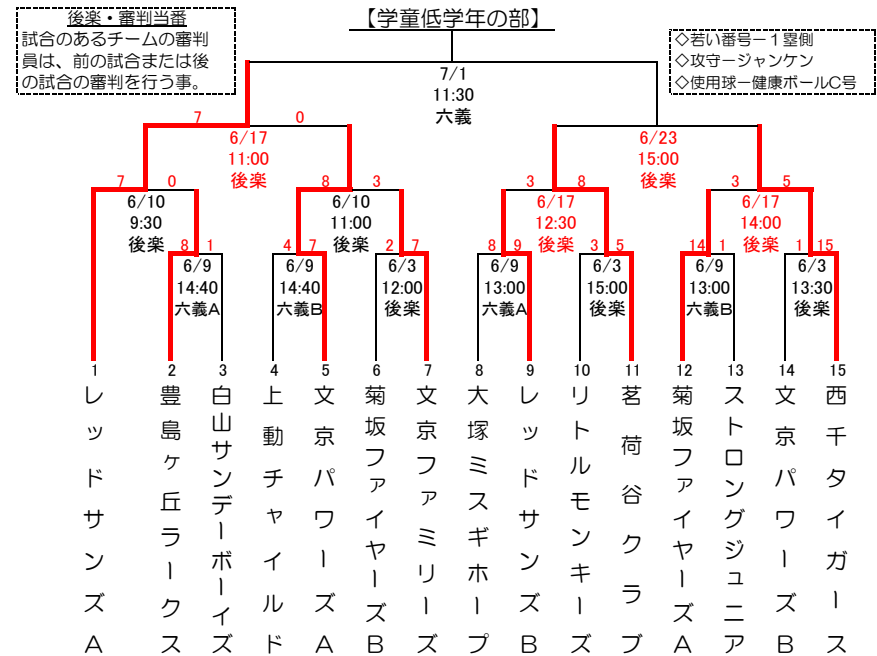 【学童低学年の部】
後楽・審判当番
試合のあるチームの審判
員は、前の試合または後
の試合の審判を行う事。
◇若い番号－１塁側
◇攻守－ジャンケン
◇使用球－健康ボールC号
7/1
11:30
六義
7 0
6/17
11:00
後楽
6/23
15:00
後楽
7 0
6/10
9:30
後楽
8 3
6/10
11:00
後楽
3 8
6/17
12:30
後楽
3 5
6/17
14:00
後楽
8 1
6/9
14:40
六義A
4 7
6/9
14:40
六義B
2 7
6/3
12:00
後楽
8 9
6/9
13:00
六義A
3 5
6/3
15:00
後楽
14 1
6/9
13:00
六義B
1 15
6/3
13:30
後楽
1
レッドサンズA
2
豊島ヶ丘ラークス
3
白山サンデーボーイズ
4
上動チャイルド
5
文京パワーズA
6
菊坂ファイヤーズB
7
文京ファミリーズ
8
大塚ミスギホープ
9
レッドサンズB
10
リトルモンキーズ
11
茗荷谷クラブ
12
菊坂ファイヤーズA
13
ストロングジュニア
14
文京パワーズB
15
西千タイガース